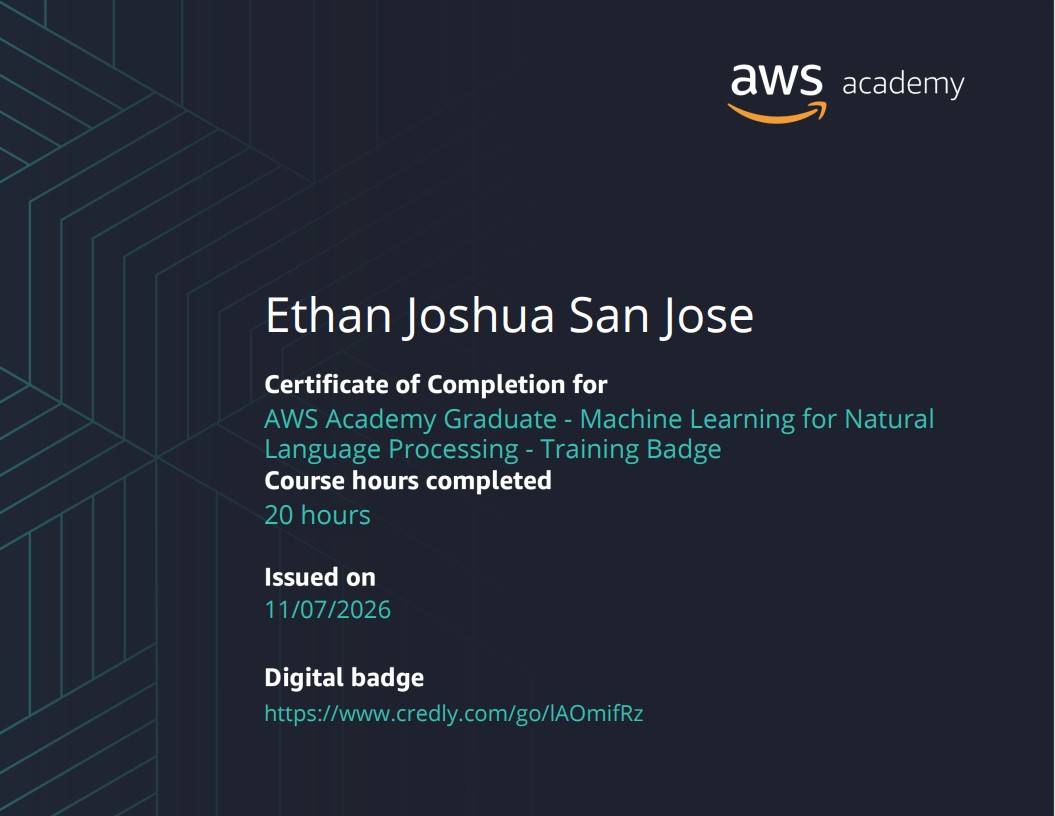 aws academy
Ethan Joshua San Jose
Certificate of Completion for
AWS Academy Graduate - Machine Learning for Natural
Language Processing - Training Badge
Course hours completed
20 hours
Issued on
11/07/2026
Digital badge
https://www.credly.com/go/lAOmifRz